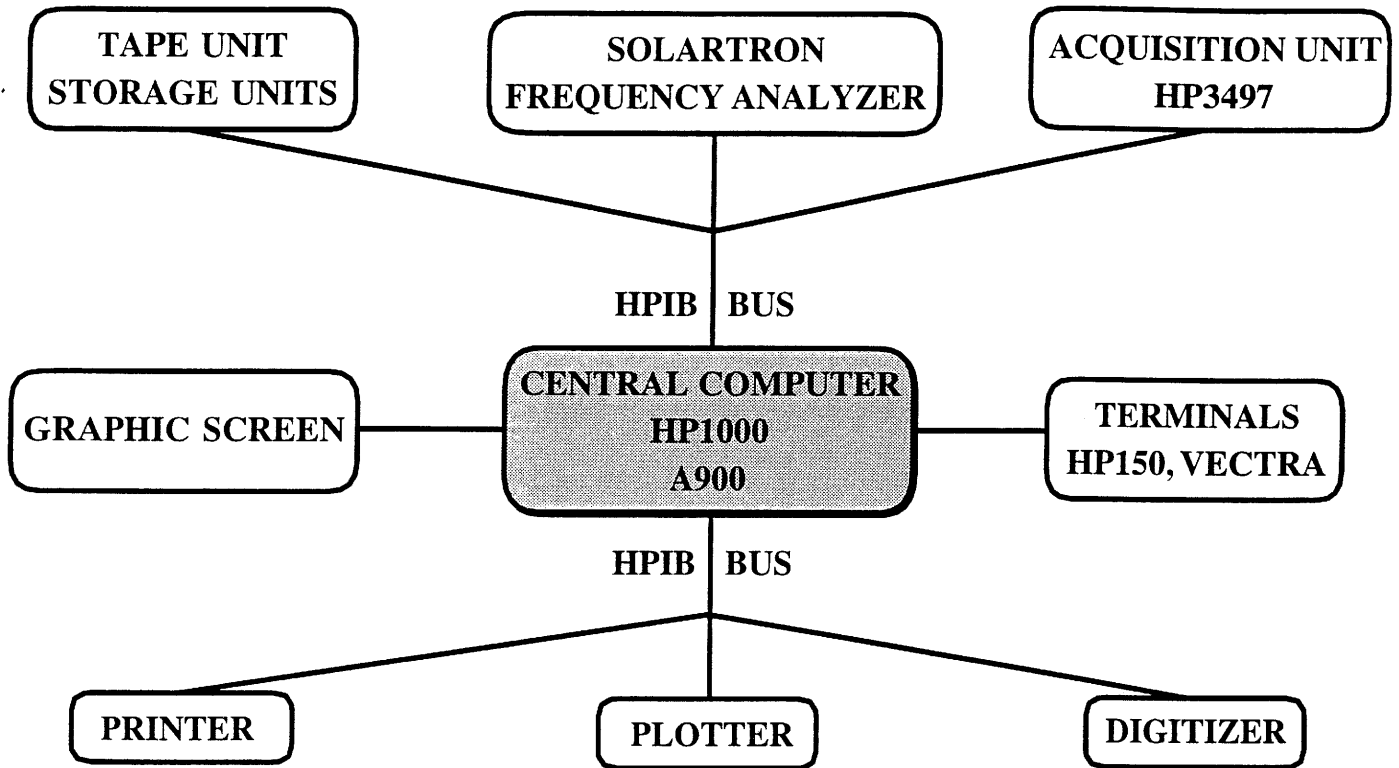 TAPE UNIT
STORAGE UNITS
SOLARTRON
FREQUENCY ANALYZER
ACQUISITION UNIT
HP3497
HPIB BUS
GRAPHIC SCREEN
CENTRAL COMPUTER
HP1000
A900
TERMINALS
HP150, VECTRA
HPIB BUS
PRINTER
PLOTTER
DIGITIZER